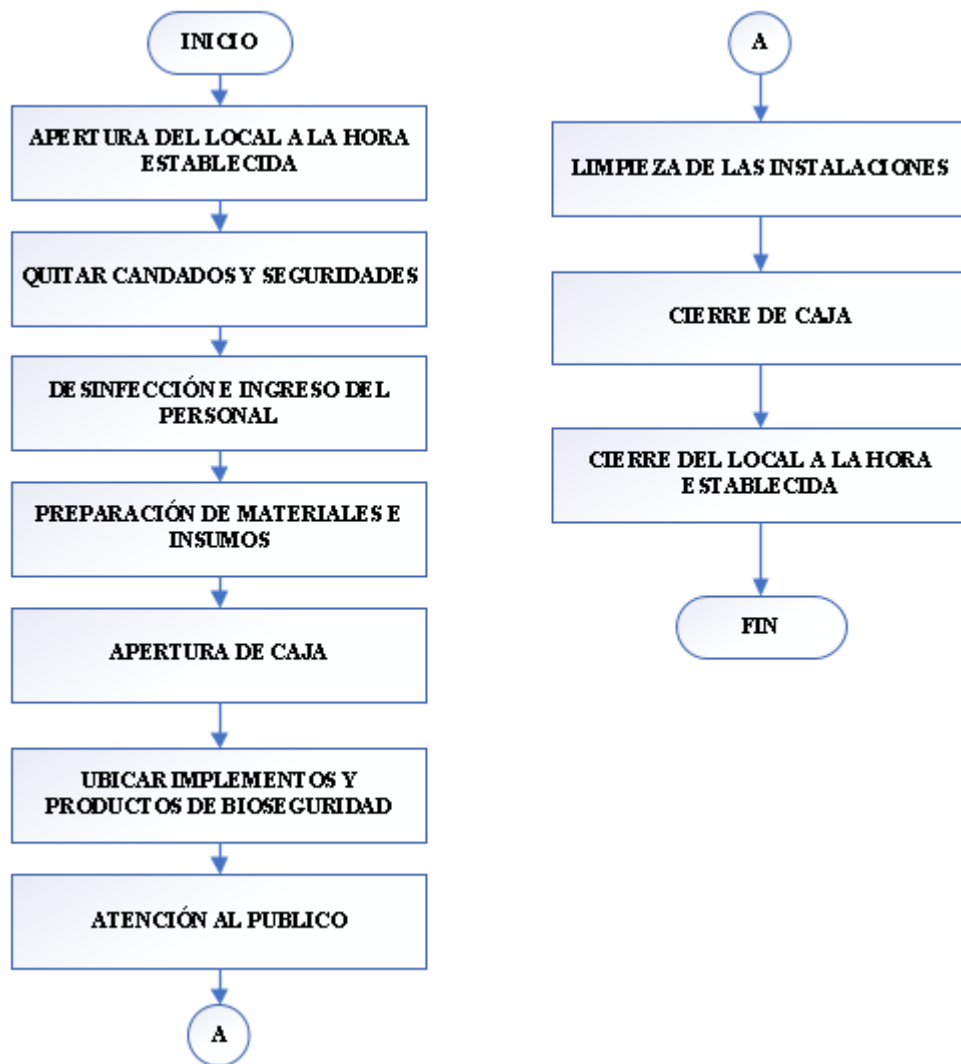 INICIO
APERTURA DEL LOCAL A LA HORA
ESTABLECIDA
QUITAR CANDADOS Y SEGURIDADES
DESINFECCIÓN E INGRESO DEL
PERSONAL
PREPARACIÓN DE MATERIALES E
INSUMOS
APERTURA DE CAJA
UBICAR IMPLEMENTOS Y
PRODUCTOS DE BIOSEGURIDAD
ATENCIÓN AL PUBLICO
A
A
LIMPIEZA DE LAS INSTALACIONES
CIERRE DE CAJA
CIERRE DEL LOCAL A LA HORA
ESTABLECIDA
FIN